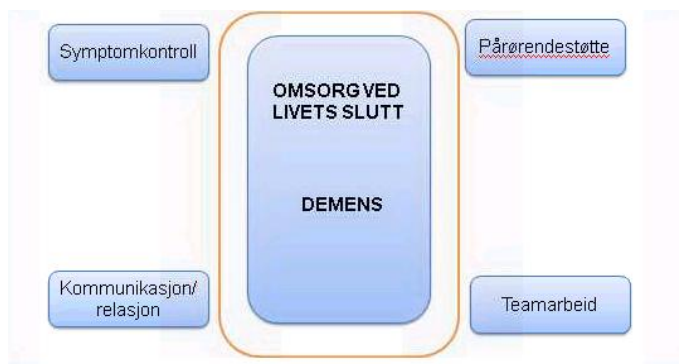 Symptomkontroll
Pårørendestøtte
OMSORG VED
LIVETS SLUTT
DEMENS
Kommunikasjon/
relasjon
Teamarbeid